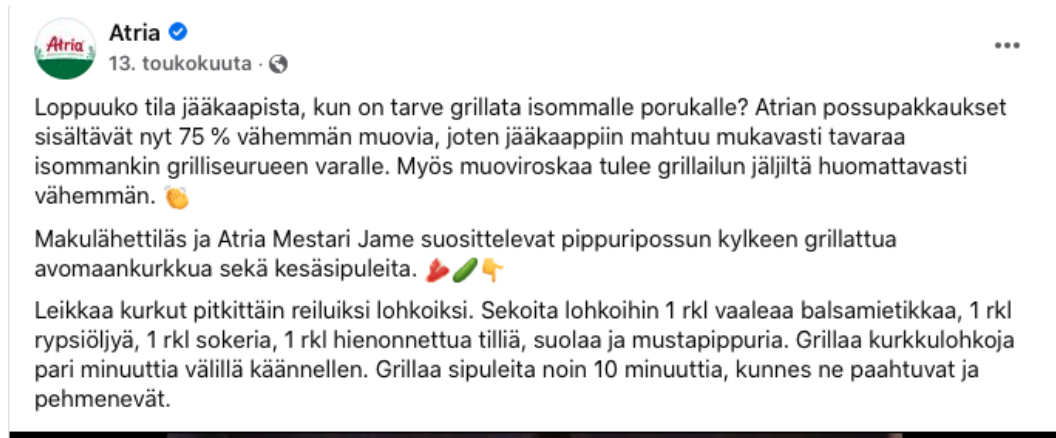 Atria
Atria
13. toukokuuta ·
Loppuuko tila jääkaapista, kun on tarve grillata isommalle porukalle? Atrian possupakkaukset
sisältävät nyt 75 % vähemmän muovia, joten jääkaappiin mahtuu mukavasti tavaraa
isommankin grilliseurueen varalle. Myös muoviroskaa tulee grillailun jäljiltä huomattavasti
vähemmän. 👏
Makulähettiläs ja Atria Mestari Jame suosittelevat pippuripossun kylkeen grillattua
avomaankurkkua sekä kesäsipuleita. 🌶️🥒👇
Leikkaa kurkut pitkittäin reiluiksi lohkoiksi. Sekoita lohkoihin 1 rkl vaaleaa balsamietikkaa, 1 rkl
rypsiöljyä, 1 rkl sokeria, 1 rkl hienonnettua tilliä, suolaa ja mustapippuria. Grillaa kurkkulohkoja
pari minuuttia välillä käännellen. Grillaa sipuleita noin 10 minuuttia, kunnes ne paahtuvat ja
pehmenevät.